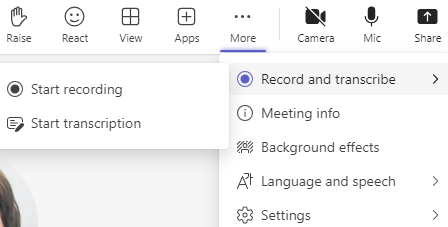 Raise React View Apps More Camera Mic Share
Record and transcribe
Start recording
Meeting info
Start transcription
Background effects
Language and speech
Settings